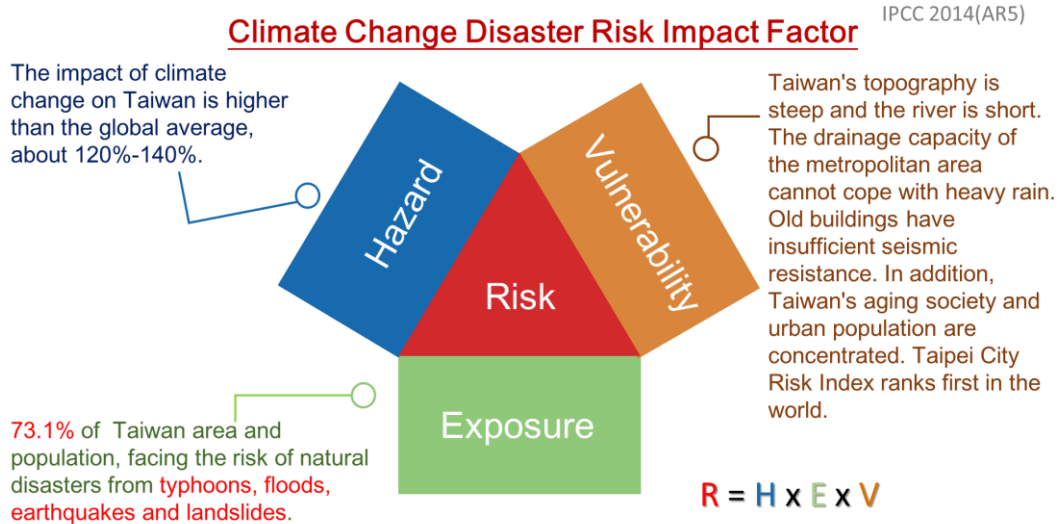 IPCC 2014(AR5)
Climate Change Disaster Risk Impact Factor
The impact of climate
change on Taiwan is higher
than the global average,
about 120%-140%.
Hazard
Vulnerability
Risk
Exposure
Taiwan's topography is
steep and the river is short.
The drainage capacity of
the metropolitan area
cannot cope with heavy rain.
Old buildings have
insufficient seismic
resistance. In addition,
Taiwan's aging society and
urban population are
concentrated. Taipei City
Risk Index ranks first in the
world.
73.1% of Taiwan area and
population, facing the risk of natural
disasters from typhoons, floods,
earthquakes and landslides.
R = H x E x V